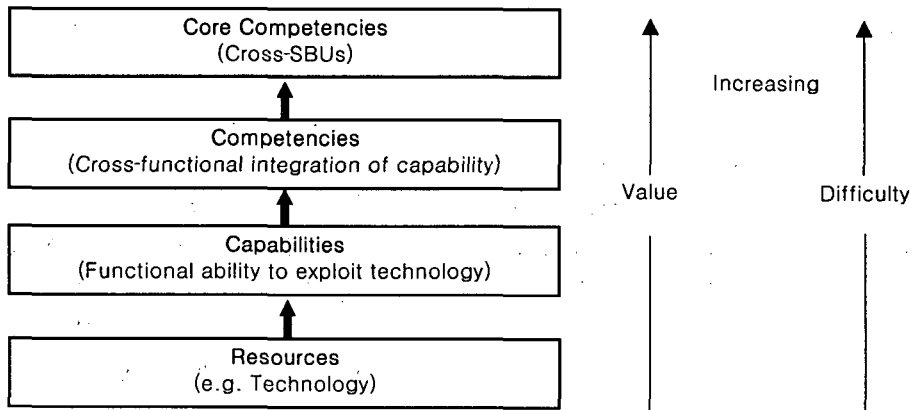 Core Competencies
(Cross-SBUs)
Increasing
Competencies
(Cross-functional integration of capability)
Value
Difficulty
Capabilities
(Functional ability to exploit technology)
Resources
(e.g. Technology)